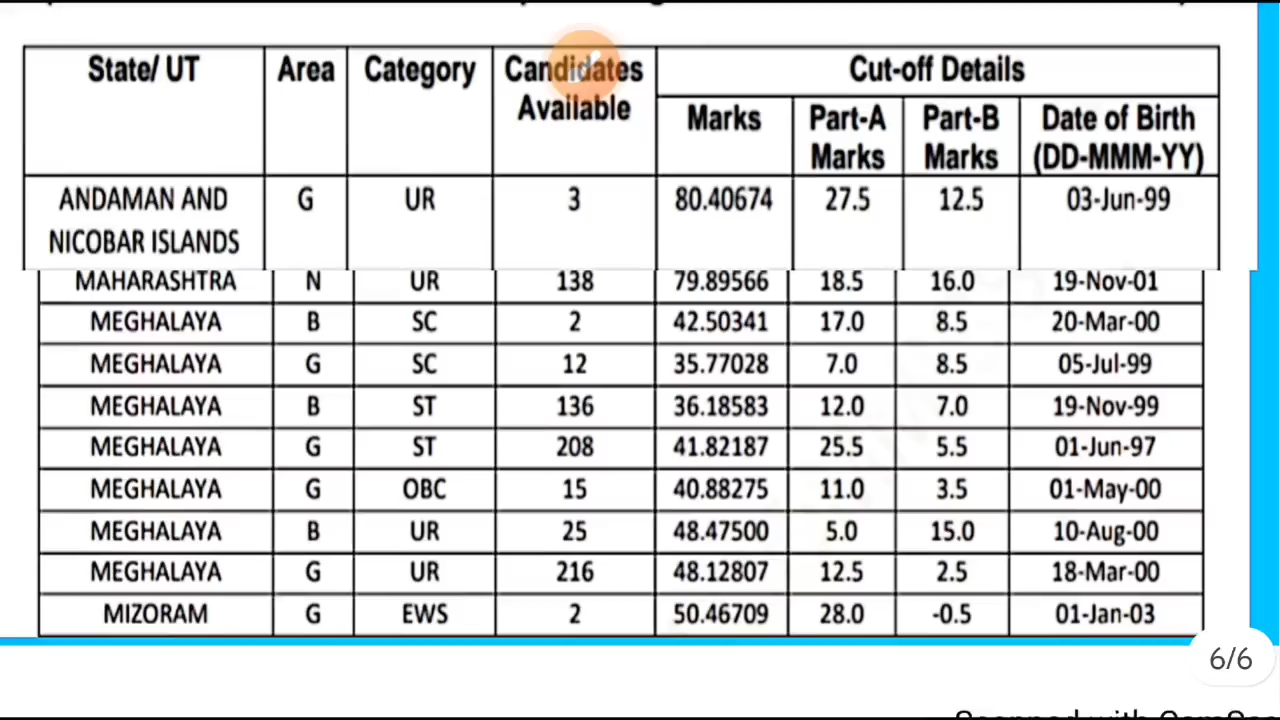 State/ UT Area Category Candidates Available Cut-off Details
Marks Part-A Marks Part-B Marks Date of Birth (DD-MMM-YY)
ANDAMAN AND NICOBAR ISLANDS G UR 3 80.40674 27.5 12.5 03-Jun-99
MAHARASHTRA N UR 138 79.89566 18.5 16.0 19-Nov-01
MEGHALAYA B SC 2 42.50341 17.0 8.5 20-Mar-00
MEGHALAYA G SC 12 35.77028 7.0 8.5 05-Jul-99
MEGHALAYA B ST 136 36.18583 12.0 7.0 19-Nov-99
MEGHALAYA G ST 208 41.82187 25.5 5.5 01-Jun-97
MEGHALAYA G OBC 15 40.88275 11.0 3.5 01-May-00
MEGHALAYA B UR 25 48.47500 5.0 15.0 10-Aug-00
MEGHALAYA G UR 216 48.12807 12.5 2.5 18-Mar-00
MIZORAM G EWS 2 50.46709 28.0 -0.5 01-Jan-03
6/6